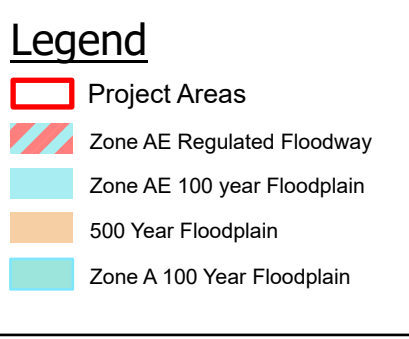 Legend
Project Areas
Zone AE Regulated Floodway
Zone AE 100 year Floodplain
500 Year Floodplain
Zone A 100 Year Floodplain